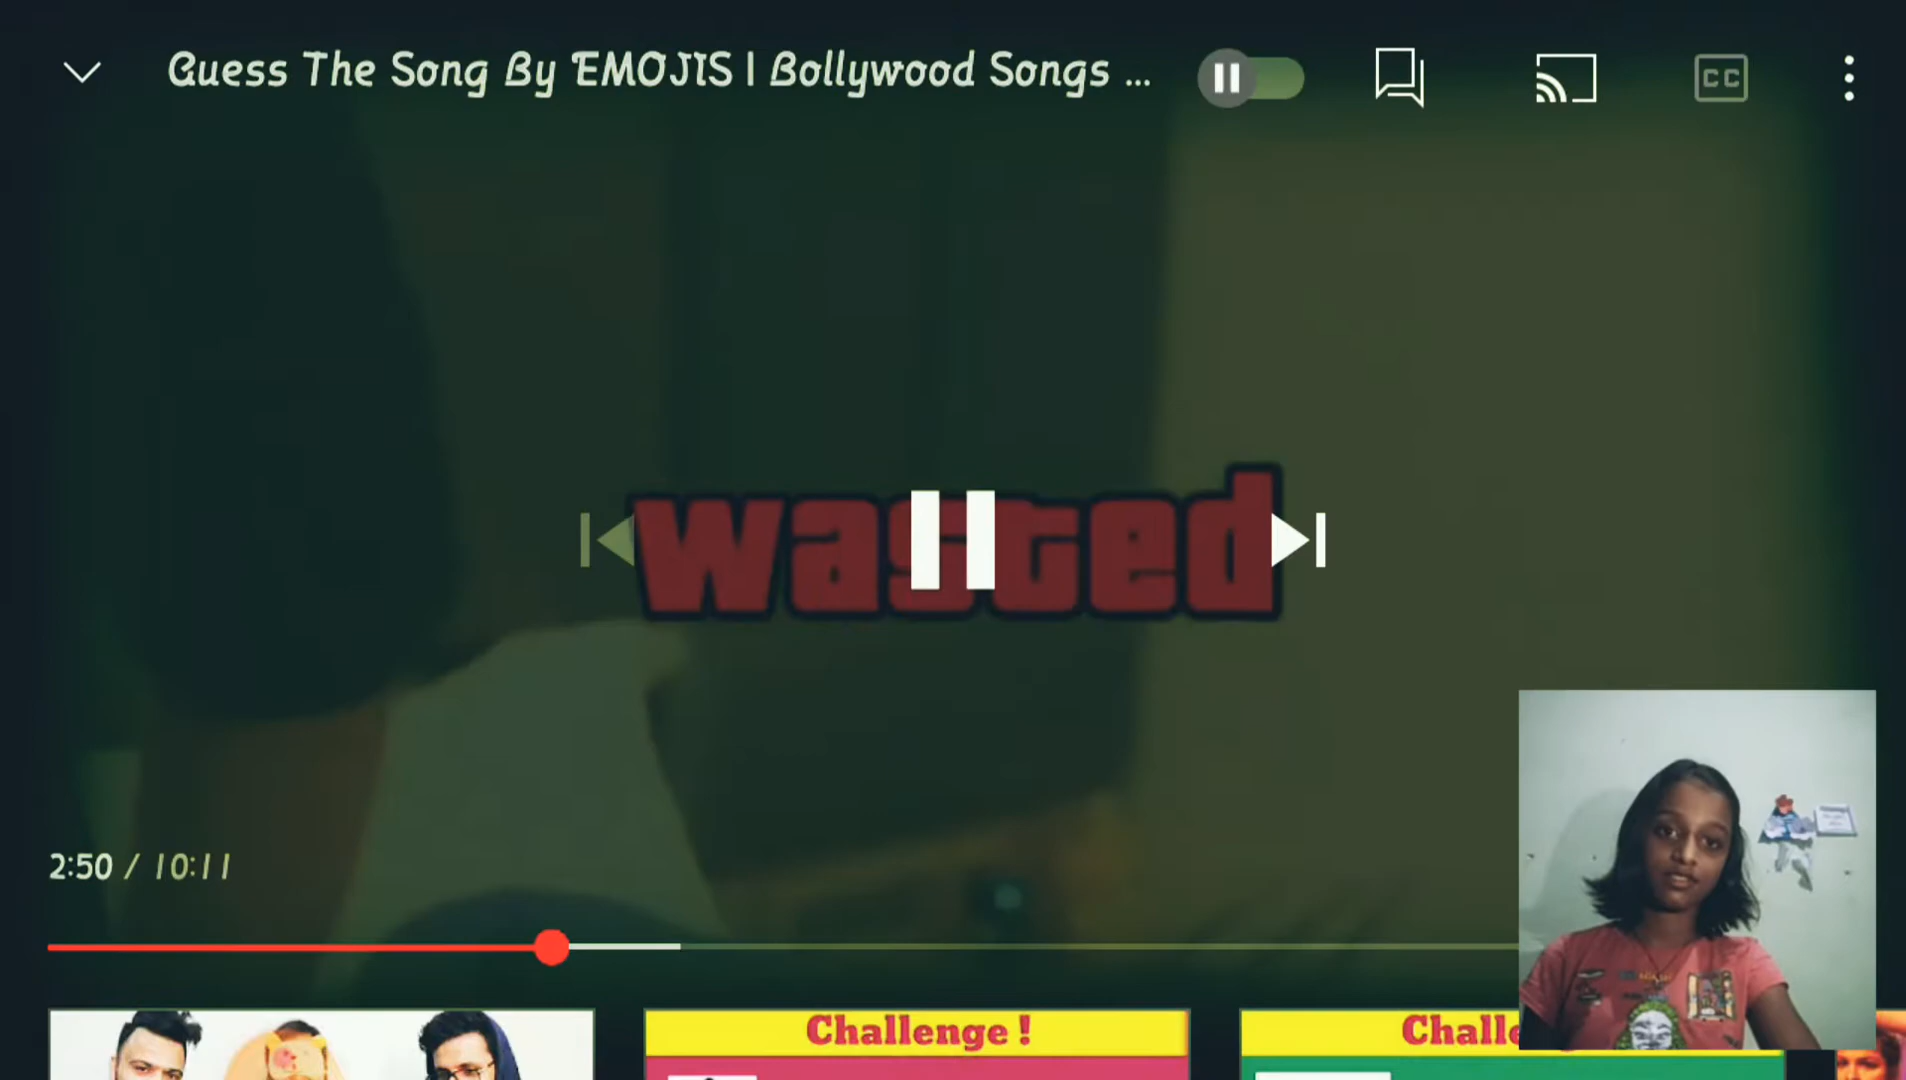 Guess The Song By EMOJIS | Bollywood Songs ...
CC
wasted
2:50 / 10:11
Challenge !
Challe